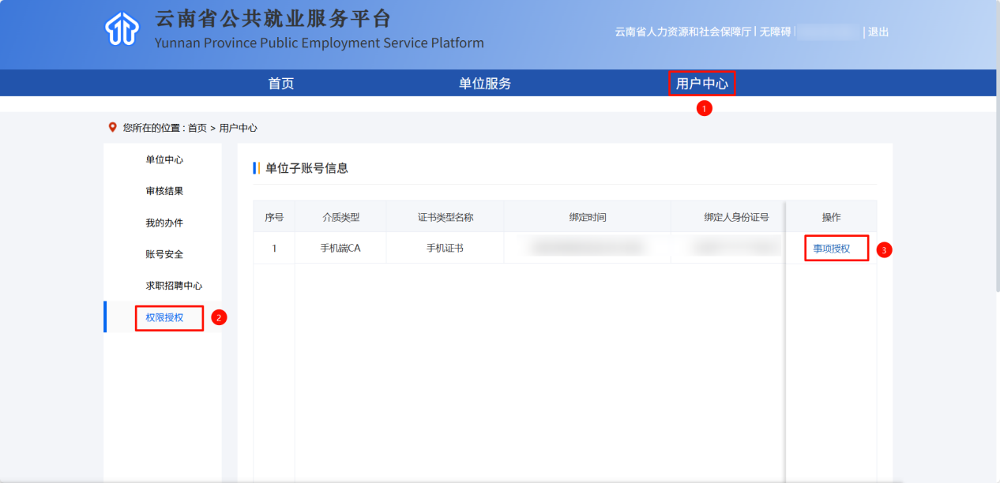 云南省公共就业服务平台
Yunnan Province Public Employment Service Platform
云南省人力资源和社会保障厅 | 无障碍 | | 退出
首页 单位服务 用户中心
1
您所在的位置 : 首页 > 用户中心
单位中心
审核结果
我的办件
账号安全
求职招聘中心
权限授权 2
单位子账号信息
序号 介质类型 证书类型名称 绑定时间 绑定人身份证号 操作
1 手机端CA 手机证书 事项授权 3